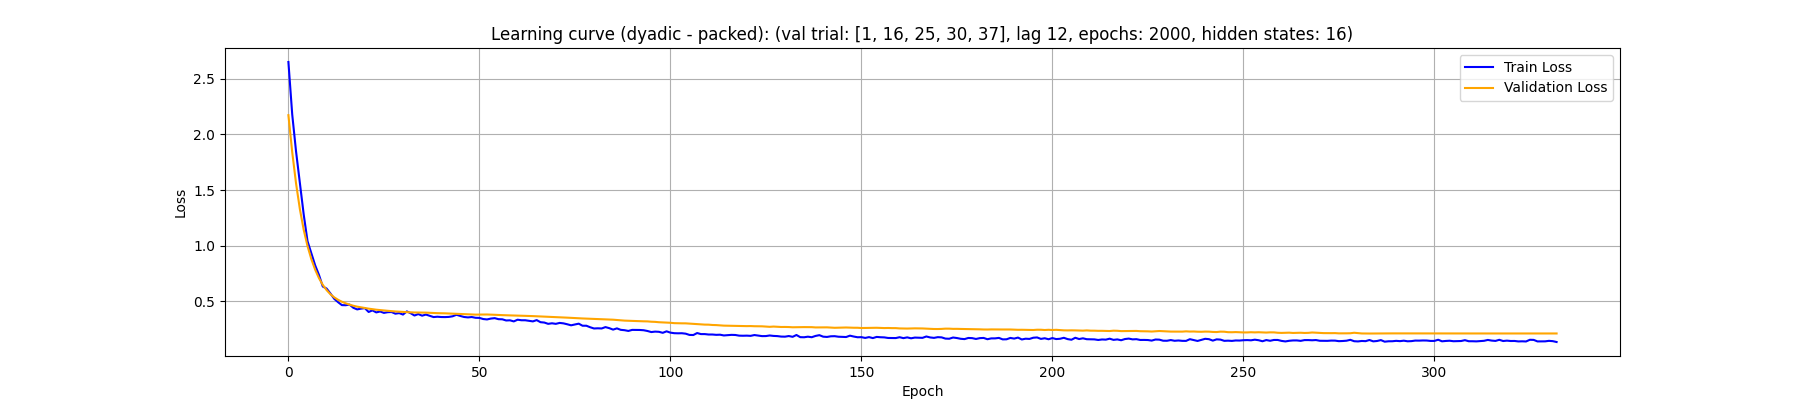 Learning curve (dyadic - packed): (val trial: [1, 16, 25, 30, 37], lag 12, epochs: 2000, hidden states: 16)
Train Loss
Validation Loss
2.5
2.0
1.5
1.0
0.5
Loss
0 50 100 150 200 250 300
Epoch